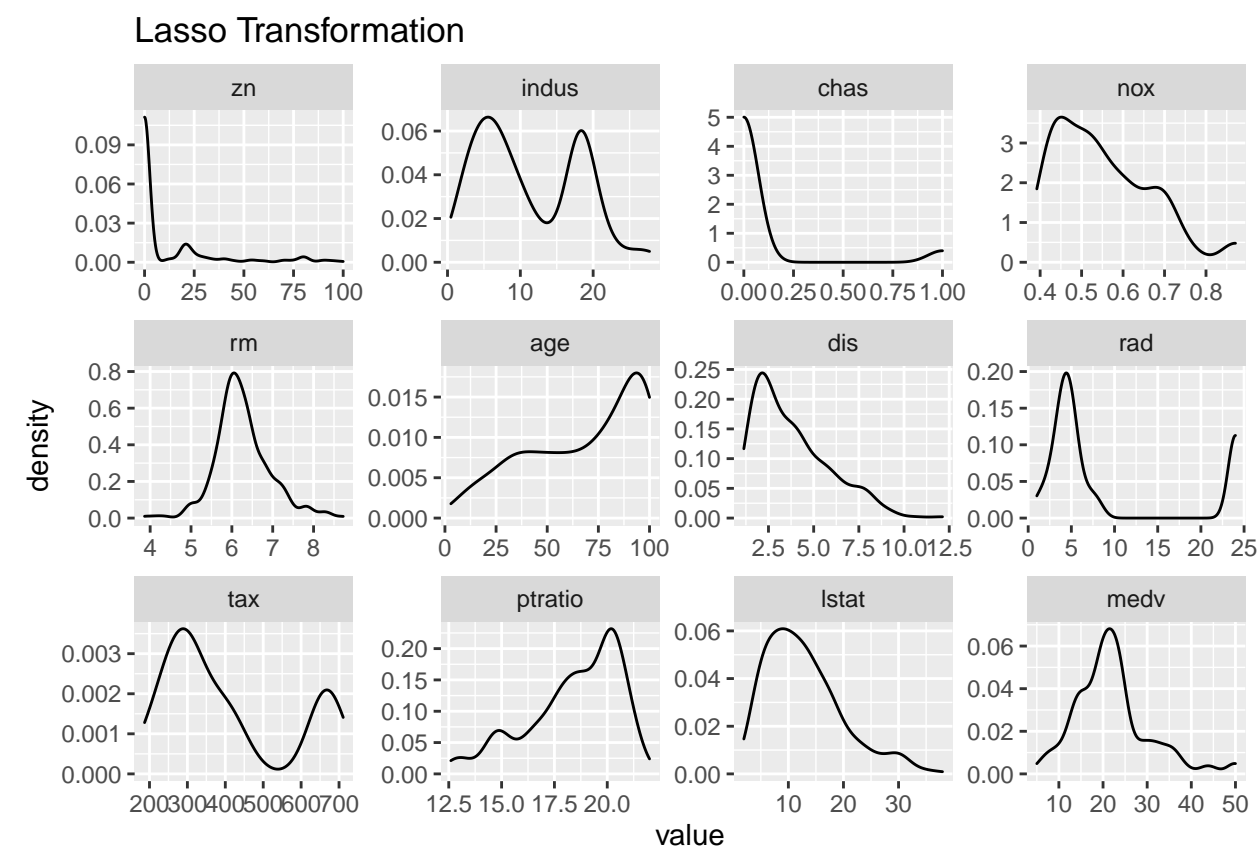 Lasso Transformation
zn indus chas nox
0.09 0.06 0.03 0.00
0 25 50 75 100
0.06 0.04 0.02 0.00
0 10 20
5 4 3 2 1 0
0.00 0.25 0.50 0.75 1.00
3 2 1 0
0.4 0.5 0.6 0.7 0.8
rm age dis rad
0.8 0.6 0.4 0.2 0.0
4 5 6 7 8
0.015 0.010 0.005 0.000
0 25 50 75 100
0.25 0.20 0.15 0.10 0.05 0.00
2.5 5.0 7.5 10.0 12.5
0.20 0.15 0.10 0.05 0.00
0 5 10 15 20 25
tax ptratio lstat medv
0.003 0.002 0.001 0.000
200 300 400 500 600 700
0.20 0.15 0.10 0.05 0.00
12.5 15.0 17.5 20.0
0.06 0.04 0.02 0.00
10 20 30
0.06 0.04 0.02 0.00
10 20 30 40 50
density
value